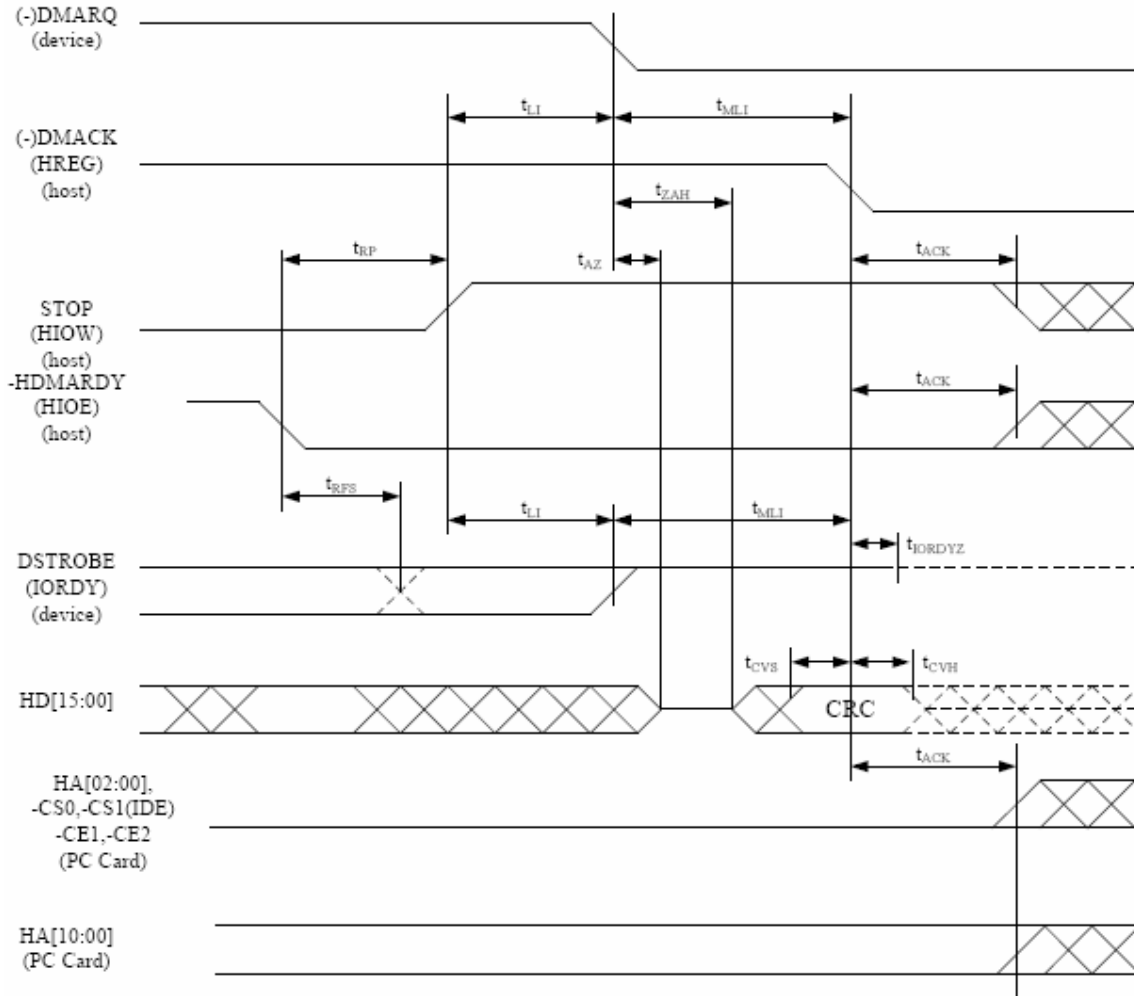 (-)DMARQ
(device)
tLI
tMLI
(-)DMACK
(HREG)
(host)
tZAH
tRP
tAZ
tACK
STOP
(HIOW)
(host)
-HDMARDY
(HIOE)
(host)
tACK
tRFS
tLI
tMLI
tIORDYZ
DSTROBE
(IORDY)
(device)
tCVS
tCVH
HD[15:00]
CRC
tACK
HA[02:00],
-CS0,-CS1(IDE)
-CE1,-CE2
(PC Card)
HA[10:00]
(PC Card)